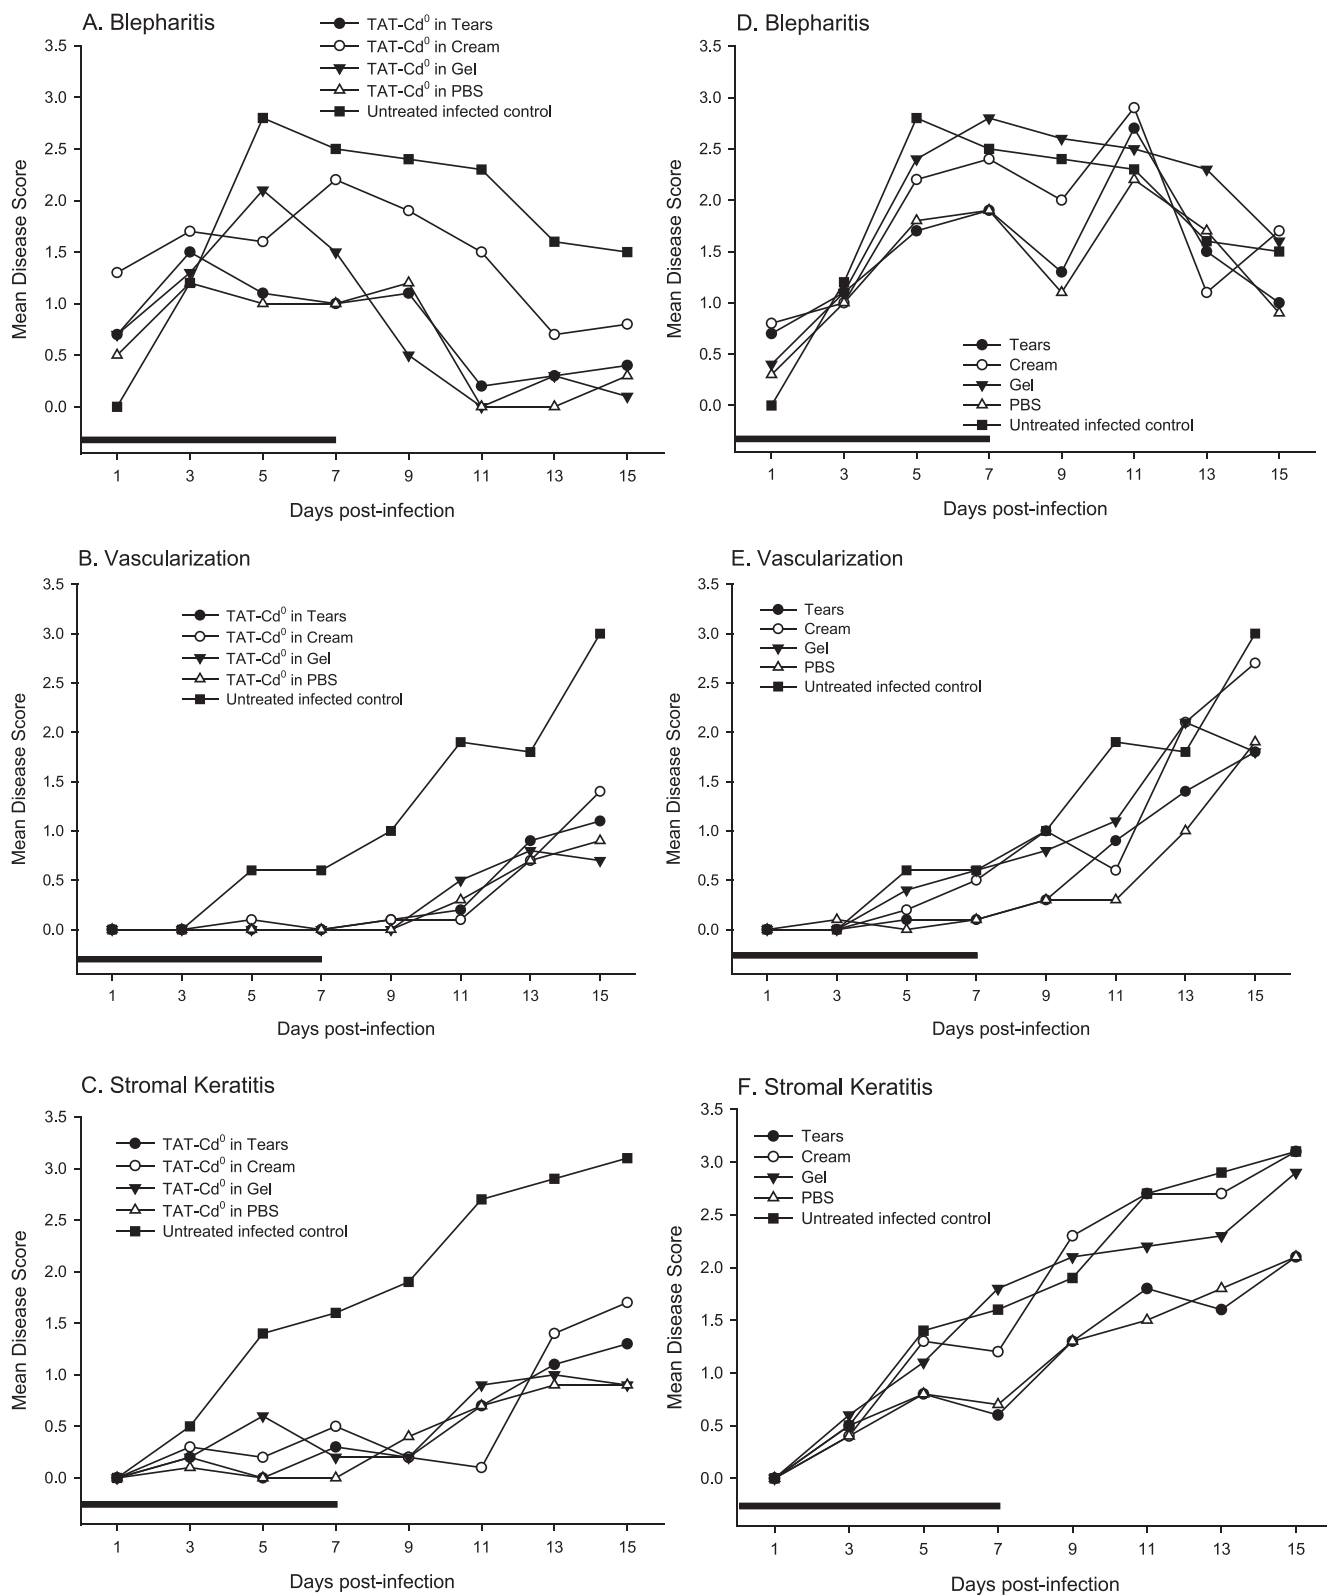 A. Blepharitis
TAT-Cd⁰ in Tears
TAT-Cd⁰ in Cream
TAT-Cd⁰ in Gel
TAT-Cd⁰ in PBS
Untreated infected control
3.5
3.0
2.5
2.0
1.5
1.0
0.5
0.0
Mean Disease Score
1 3 5 7 9 11 13 15
Days post-infection
D. Blepharitis
3.5
3.0
2.5
2.0
1.5
1.0
0.5
0.0
Mean Disease Score
Tears
Cream
Gel
PBS
Untreated infected control
1 3 5 7 9 11 13 15
Days post-infection
B. Vascularization
3.5
3.0
2.5
2.0
1.5
1.0
0.5
0.0
Mean Disease Score
TAT-Cd⁰ in Tears
TAT-Cd⁰ in Cream
TAT-Cd⁰ in Gel
TAT-Cd⁰ in PBS
Untreated infected control
1 3 5 7 9 11 13 15
Days post-infection
E. Vascularization
3.5
3.0
2.5
2.0
1.5
1.0
0.5
0.0
Mean Disease Score
Tears
Cream
Gel
PBS
Untreated infected control
1 3 5 7 9 11 13 15
Days post-infection
C. Stromal Keratitis
3.5
3.0
2.5
2.0
1.5
1.0
0.5
0.0
Mean Disease Score
TAT-Cd⁰ in Tears
TAT-Cd⁰ in Cream
TAT-Cd⁰ in Gel
TAT-Cd⁰ in PBS
Untreated infected control
1 3 5 7 9 11 13 15
Days post-infection
F. Stromal Keratitis
3.5
3.0
2.5
2.0
1.5
1.0
0.5
0.0
Mean Disease Score
Tears
Cream
Gel
PBS
Untreated infected control
1 3 5 7 9 11 13 15
Days post-infection